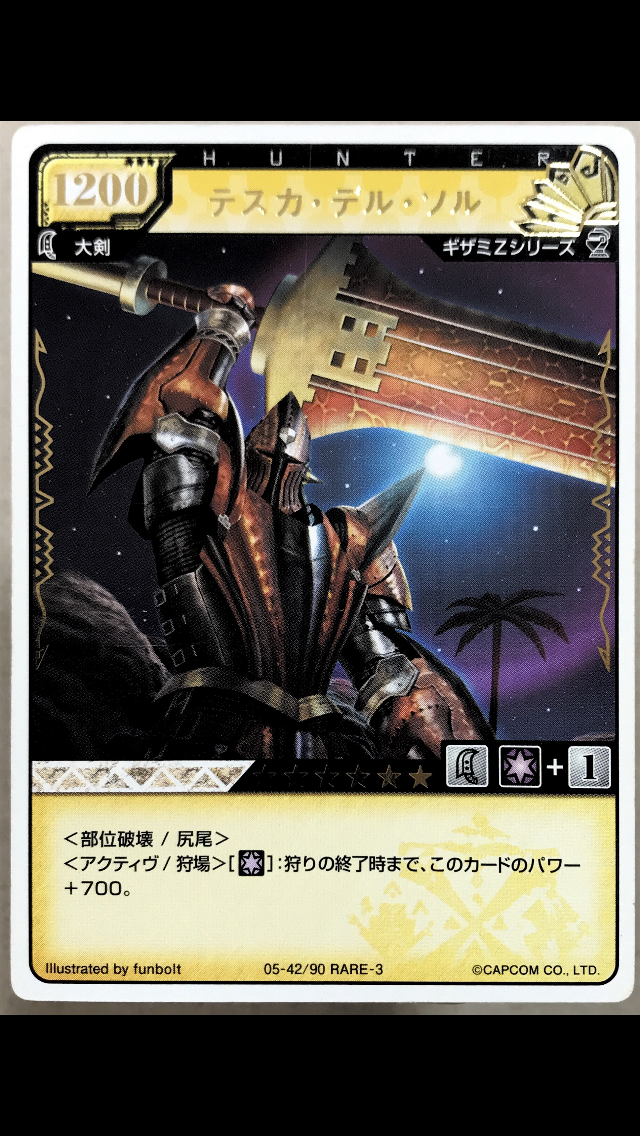 HUNTER
1200
テスカ・デル・ソル
大剣
ギザミZシリーズ
2
+1
＜部位破壊 / 尻尾＞
＜アクティヴ / 狩場＞[ ]：狩りの終了時まで、このカードのパワー
＋700。
Illustrated by funbolt 05-42/90 RARE-3 ©CAPCOM CO., LTD.